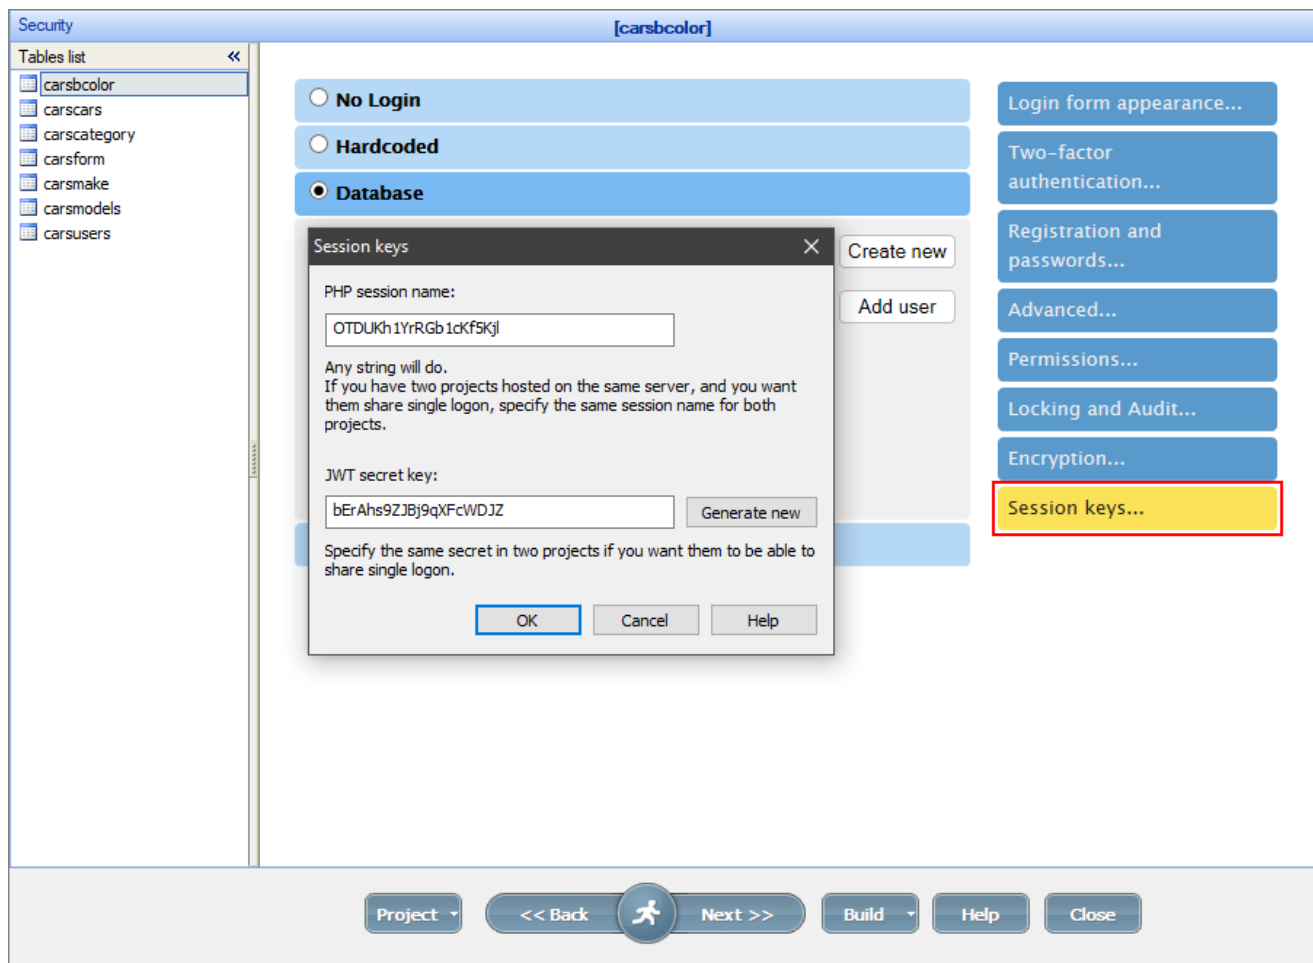 Security
[carsbcolor]
Tables list
carsbcolor
carscars
carscategory
carsform
carsmake
carsmodels
carsusers
No Login
Hardcoded
Database
Create new
Add user
Session keys
PHP session name:
OTDUKh1YrRGb1cKf5Kjl
Any string will do.
If you have two projects hosted on the same server, and you want
them share single logon, specify the same session name for both
projects.
JWT secret key:
bErAhs9ZJBj9qXFcWDJZ
Generate new
Specify the same secret in two projects if you want them to be able to
share single logon.
OK
Cancel
Help
Login form appearance...
Two-factor
authentication...
Registration and
passwords...
Advanced...
Permissions...
Locking and Audit...
Encryption...
Session keys...
Project
<< Back
Next >>
Build
Help
Close